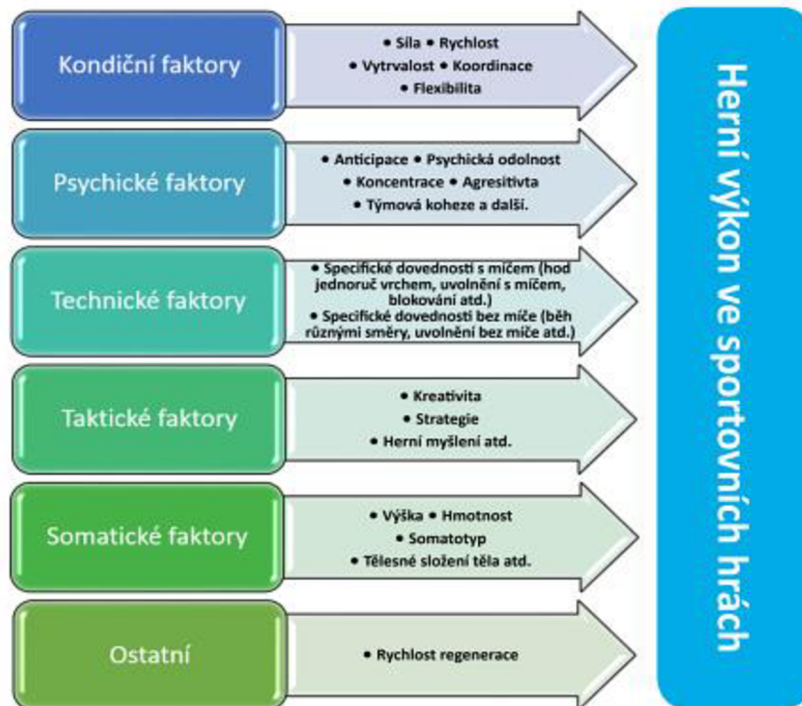 Kondiční faktory
• Síla • Rychlost
• Vytrvalost • Koordinace
• Flexibilita
Psychické faktory
• Anticipace • Psychická odolnost
• Koncentrace • Agresitivta
• Týmová koheze a další.
Technické faktory
• Specifické dovednosti s míčem (hod
jednoruč vrchem, uvolnění s míčem,
blokování atd.)
• Specifické dovednosti bez míče (běh
různými směry, uvolnění bez míče atd.)
Taktické faktory
• Kreativita
• Strategie
• Herní myšlení atd.
Somatické faktory
• Výška • Hmotnost
• Somatotyp
• Tělesné složení těla atd.
Ostatní
• Rychlost regenerace
Herní výkon ve sportovních hrách